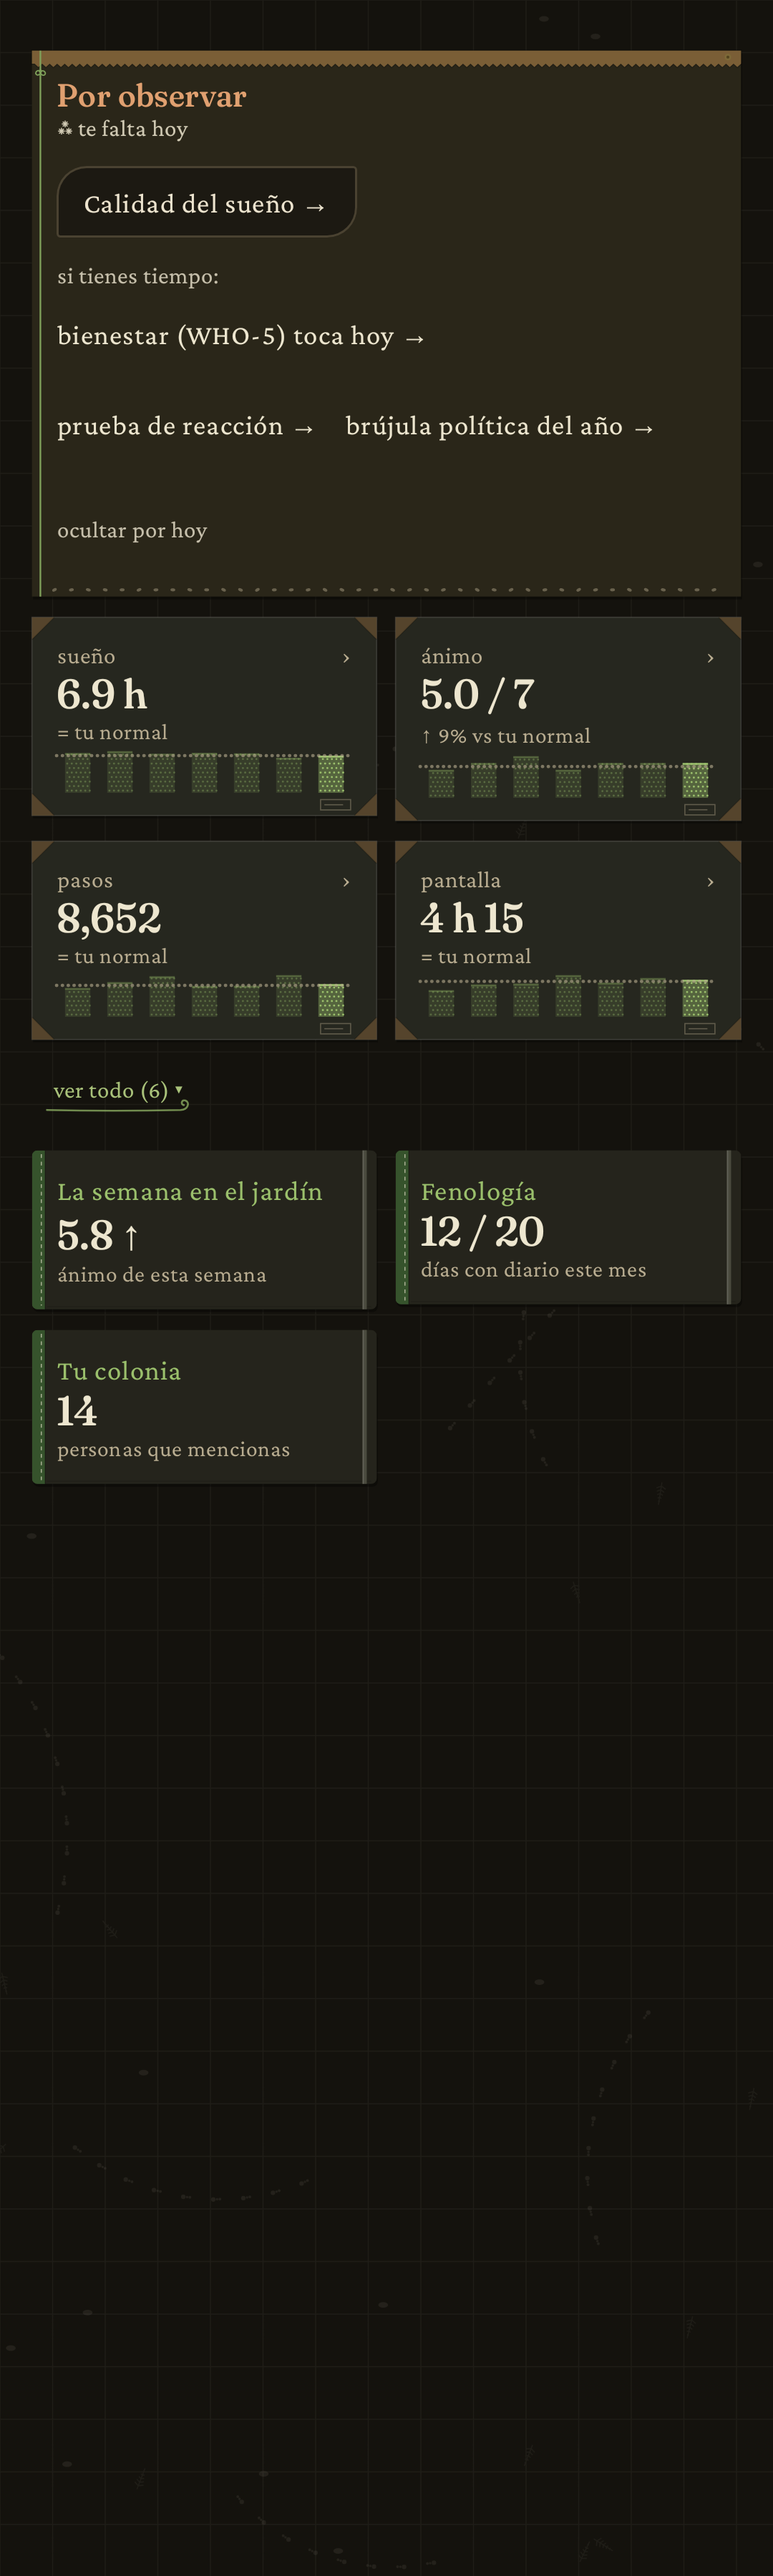 Por observar
⁂ te falta hoy
Calidad del sueño →
si tienes tiempo:
bienestar (WHO-5) toca hoy →
prueba de reacción → brújula política del año →
ocultar por hoy
sueño ›
6.9 h
= tu normal
ánimo ›
5.0 / 7
↑ 9% vs tu normal
pasos ›
8,652
= tu normal
pantalla ›
4 h 15
= tu normal
ver todo (6) ▾
La semana en el jardín
5.8 ↑
ánimo de esta semana
Fenología
12 / 20
días con diario este mes
Tu colonia
14
personas que mencionas